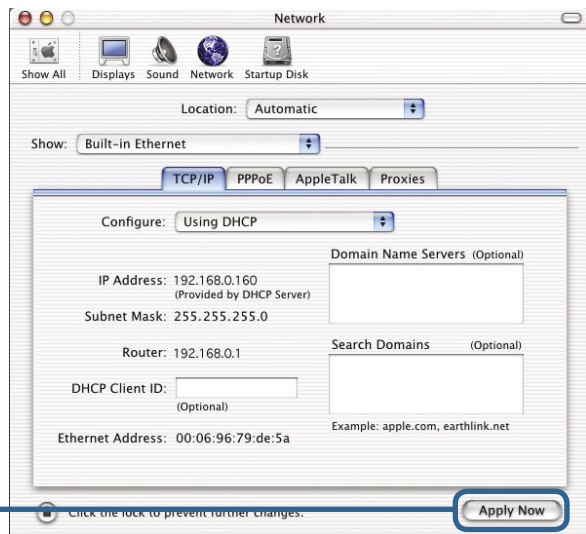 Network
Show All Displays Sound Network Startup Disk
Location: Automatic
Show: Built-in Ethernet
TCP/IP PPPoE AppleTalk Proxies
Configure: Using DHCP
Domain Name Servers (Optional)
IP Address: 192.168.0.160
(Provided by DHCP Server)
Subnet Mask: 255.255.255.0
Router: 192.168.0.1
Search Domains (Optional)
DHCP Client ID:
(Optional)
Example: apple.com, earthlink.net
Ethernet Address: 00:06:96:79:de:5a
Click the lock to prevent further changes.
Apply Now